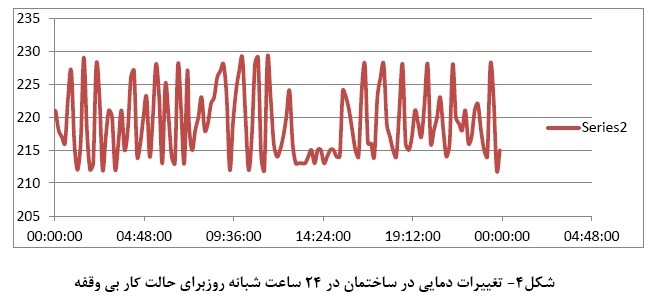 235
230
225
220
215
210
205
00:00:00 04:48:00 09:36:00 14:24:00 19:12:00 00:00:00 04:48:00
Series2
شکل۴- تغییرات دمایی در ساختمان در ۲۴ ساعت شبانه روزبرای حالت کار بی وقفه